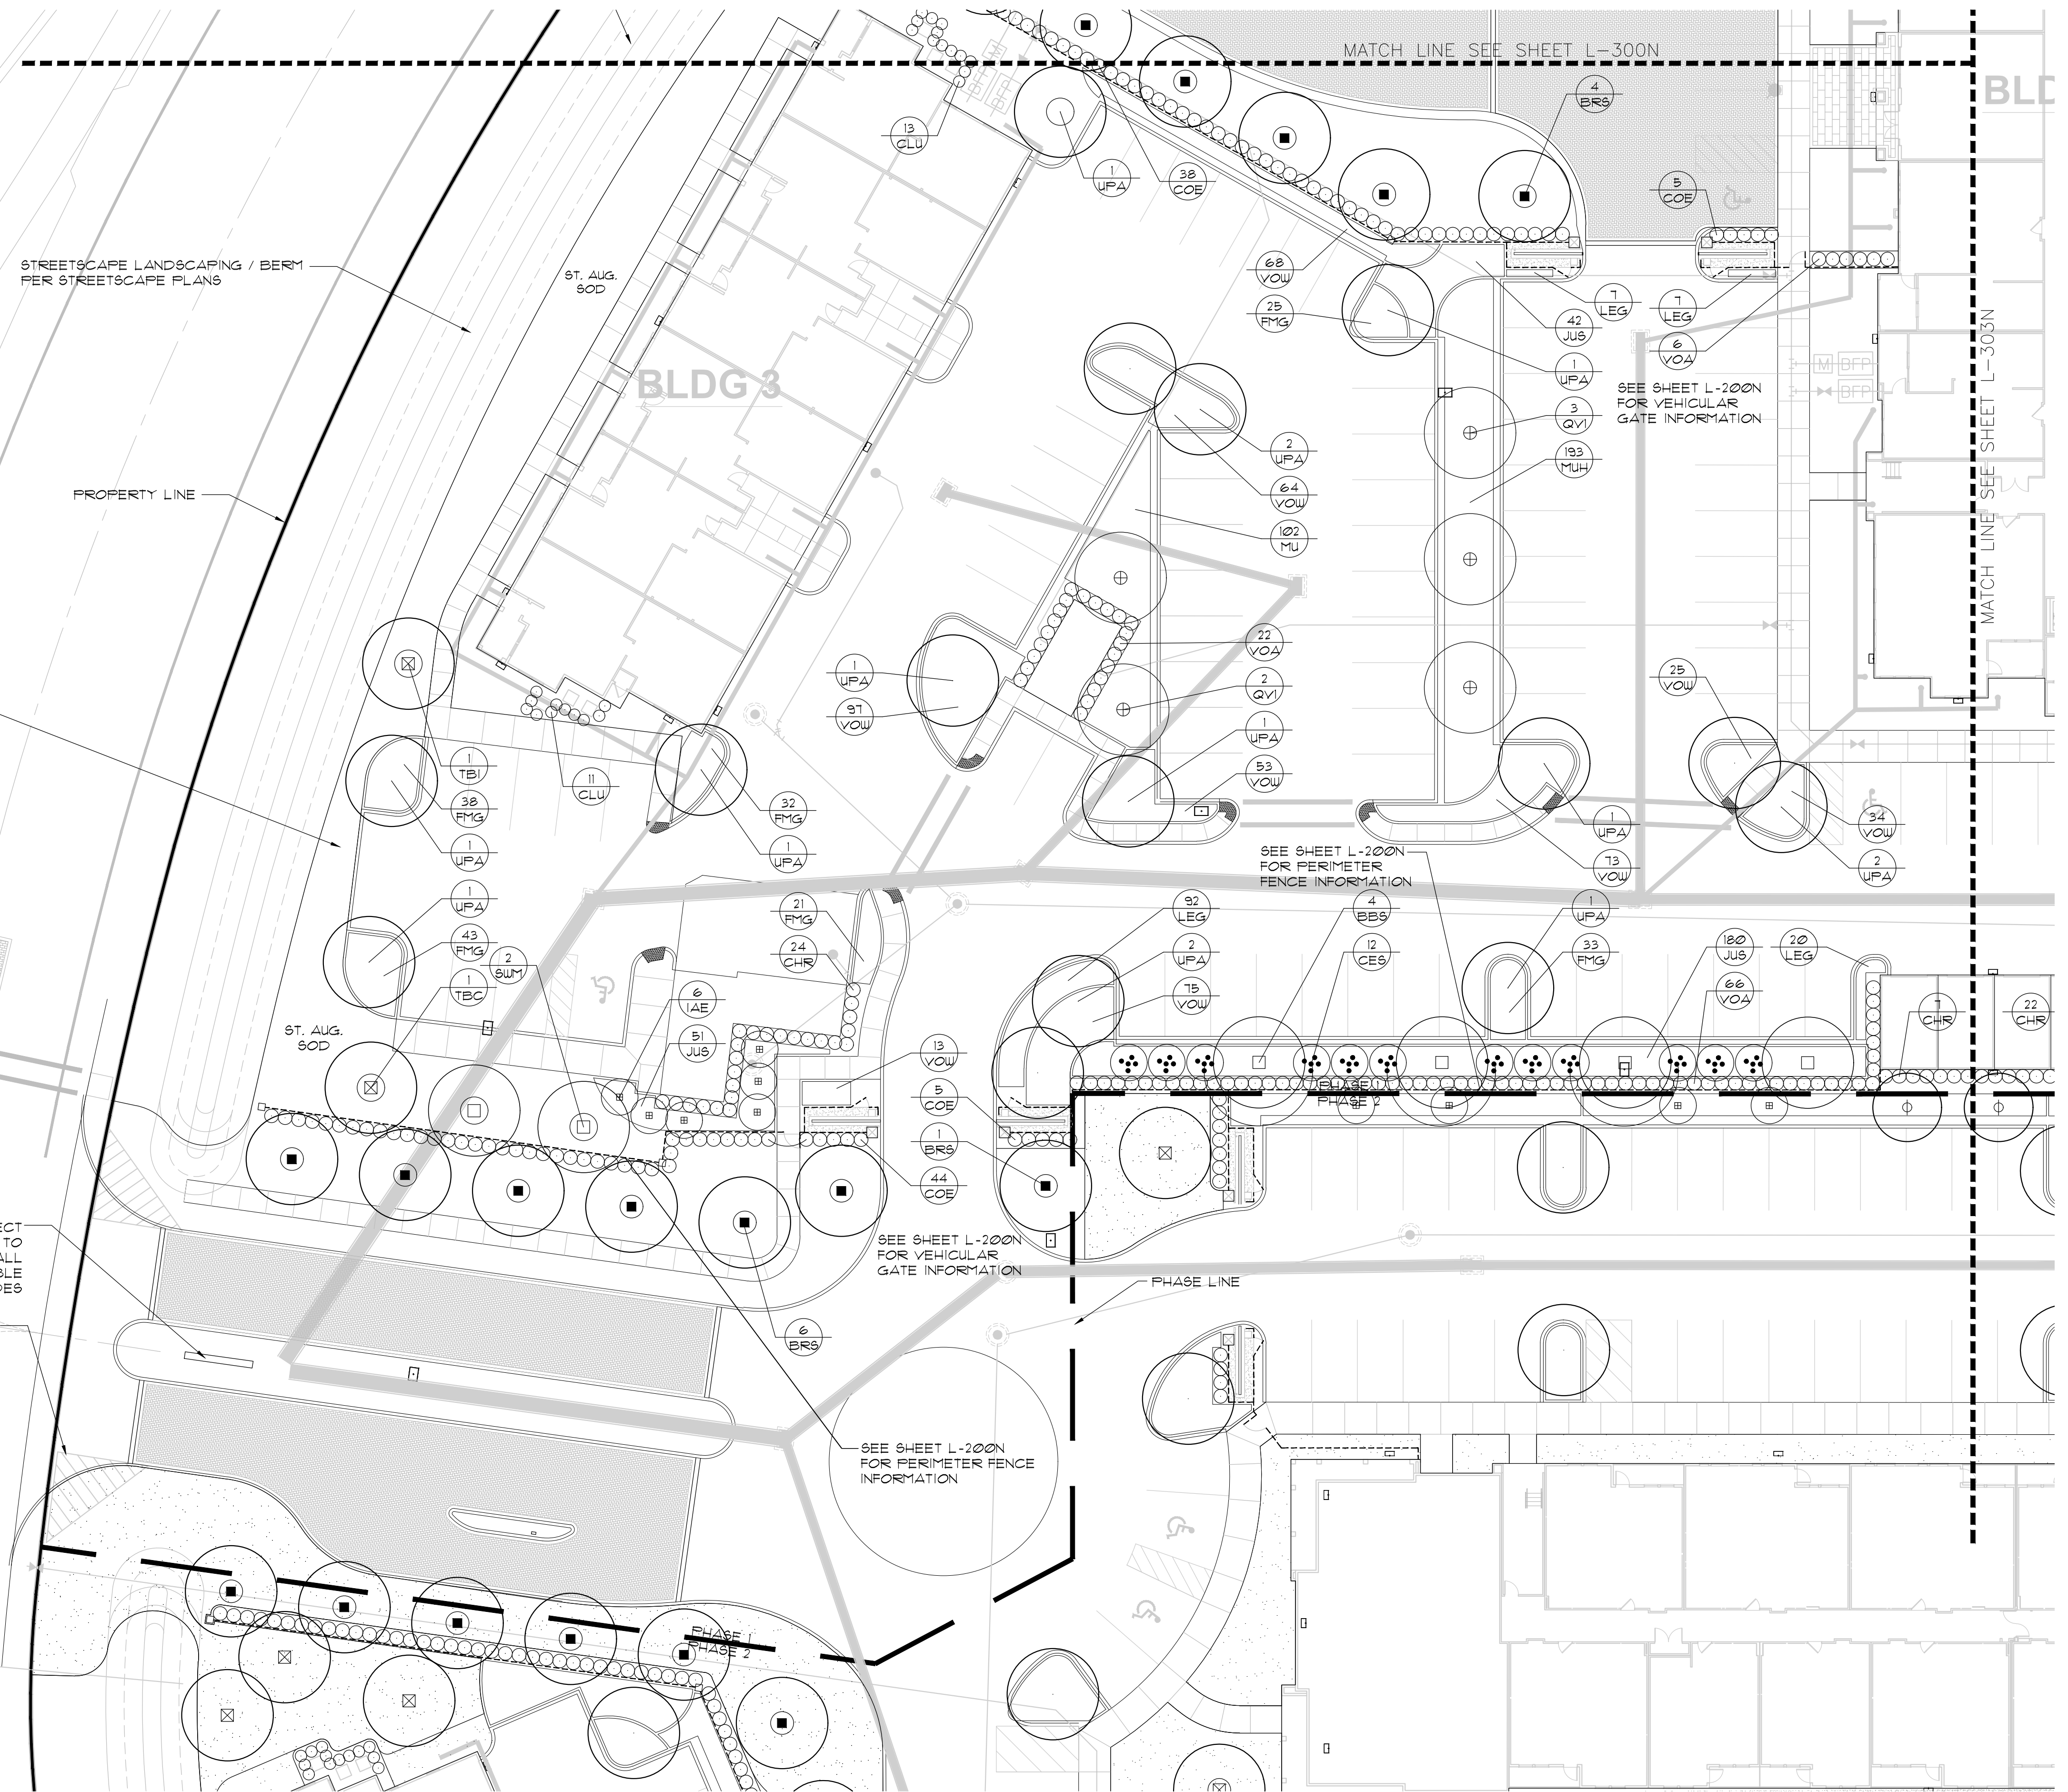 MATCH LINE SEE SHEET L-300N
BLD
4
BRS
13
CLU
M
BFP
BFP
1
UPA
38
COE
5
COE
STREETSCAPE LANDSCAPING / BERM
PER STREETSCAPE PLANS
ST. AUG.
SOD
68
VOW
25
FMG
7
LEG
7
LEG
42
JUS
6
VOA
1
UPA
M
BFP
BFP
SEE SHEET L-200N
FOR VEHICULAR
GATE INFORMATION
BLDG 3
3
QVI
193
MUH
MATCH LINE SEE SHEET L-303N
2
UPA
64
VOW
102
MU
PROPERTY LINE
22
VOA
2
QVI
1
UPA
97
VOW
25
VOW
1
UPA
53
VOW
1
TBI
11
CLU
38
FMG
32
FMG
1
UPA
1
UPA
1
UPA
73
VOW
34
VOW
2
UPA
SEE SHEET L-200N
FOR PERIMETER
FENCE INFORMATION
1
UPA
43
FMG
2
SWM
1
TBC
21
FMG
24
CHR
92
LEG
2
UPA
75
VOW
4
BBS
12
CES
1
UPA
33
FMG
180
JUS
20
LEG
66
VOA
7
CHR
22
CHR
6
IAE
51
JUS
ST. AUG.
SOD
13
VOW
5
COE
1
BRS
44
COE
PHASE 1
PHASE 2
ECT
TO
ALL
BLE
DES
SEE SHEET L-200N
FOR VEHICULAR
GATE INFORMATION
PHASE LINE
6
BRS
SEE SHEET L-200N
FOR PERIMETER FENCE
INFORMATION
PHASE 1
PHASE 2